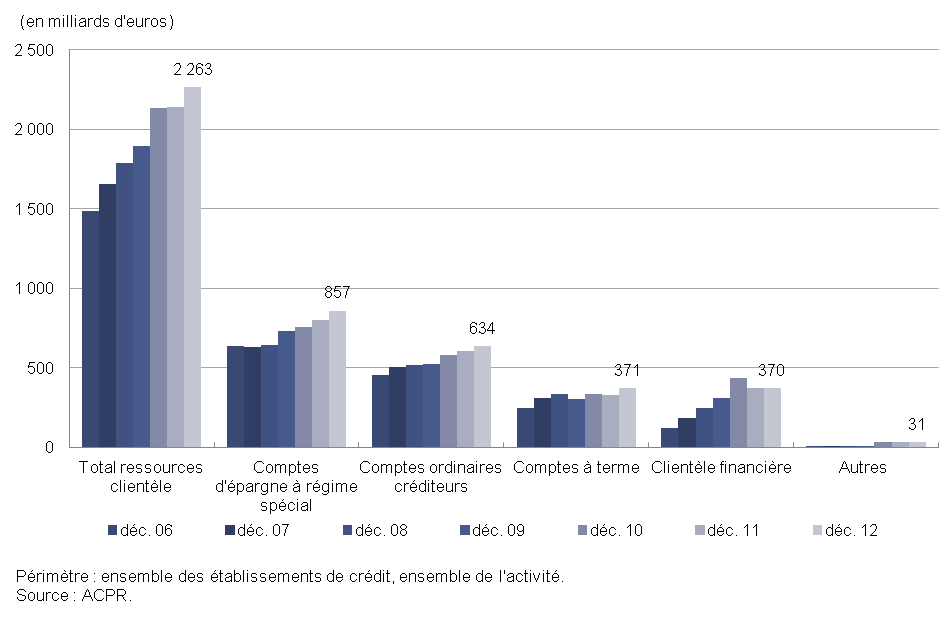 (en milliards d'euros)
2 500
2 000
1 500
1 000
500
0
2 263
857
634
371
370
31
Total ressources
clientèle
Comptes
d'épargne à régime
spécial
Comptes ordinaires
créditeurs
Comptes à terme
Clientèle financière
Autres
déc. 06
déc. 07
déc. 08
déc. 09
déc. 10
déc. 11
déc. 12
Périmètre : ensemble des établissements de crédit, ensemble de l'activité.
Source : ACPR.